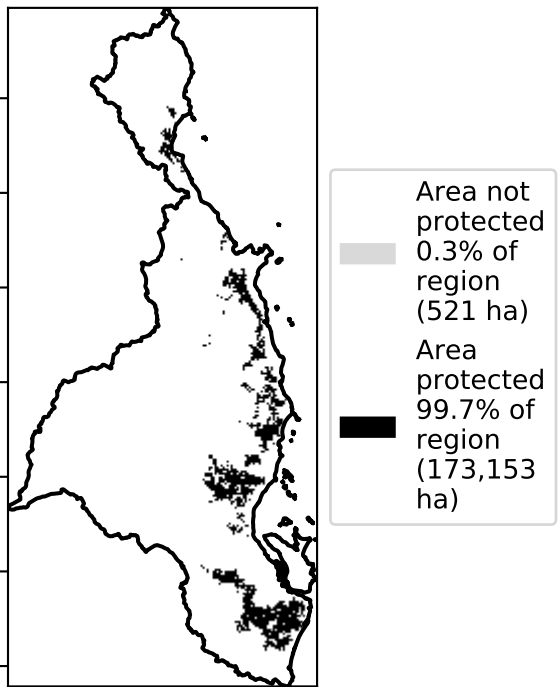 Area not
protected
0.3% of
region
(521 ha)
Area
protected
99.7% of
region
(173,153
ha)